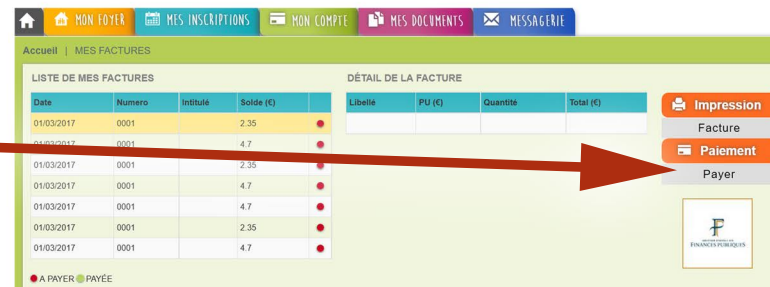 MON FOYER MES INSCRIPTIONS MON COMPTE MES DOCUMENTS MESSAGERIE
Accueil | MES FACTURES
LISTE DE MES FACTURES
Date Numero Intitulé Solde (€)
01/03/2017 0001 2.35
01/03/2017 0001 4.7
01/03/2017 0001 2.35
01/03/2017 0001 4.7
01/03/2017 0001 4.7
01/03/2017 0001 2.35
01/03/2017 0001 4.7
A PAYER PAYÉE
DÉTAIL DE LA FACTURE
Libellé PU (€) Quantité Total (€)
Impression
Facture
Paiement
Payer
FINANCES PUBLIQUES